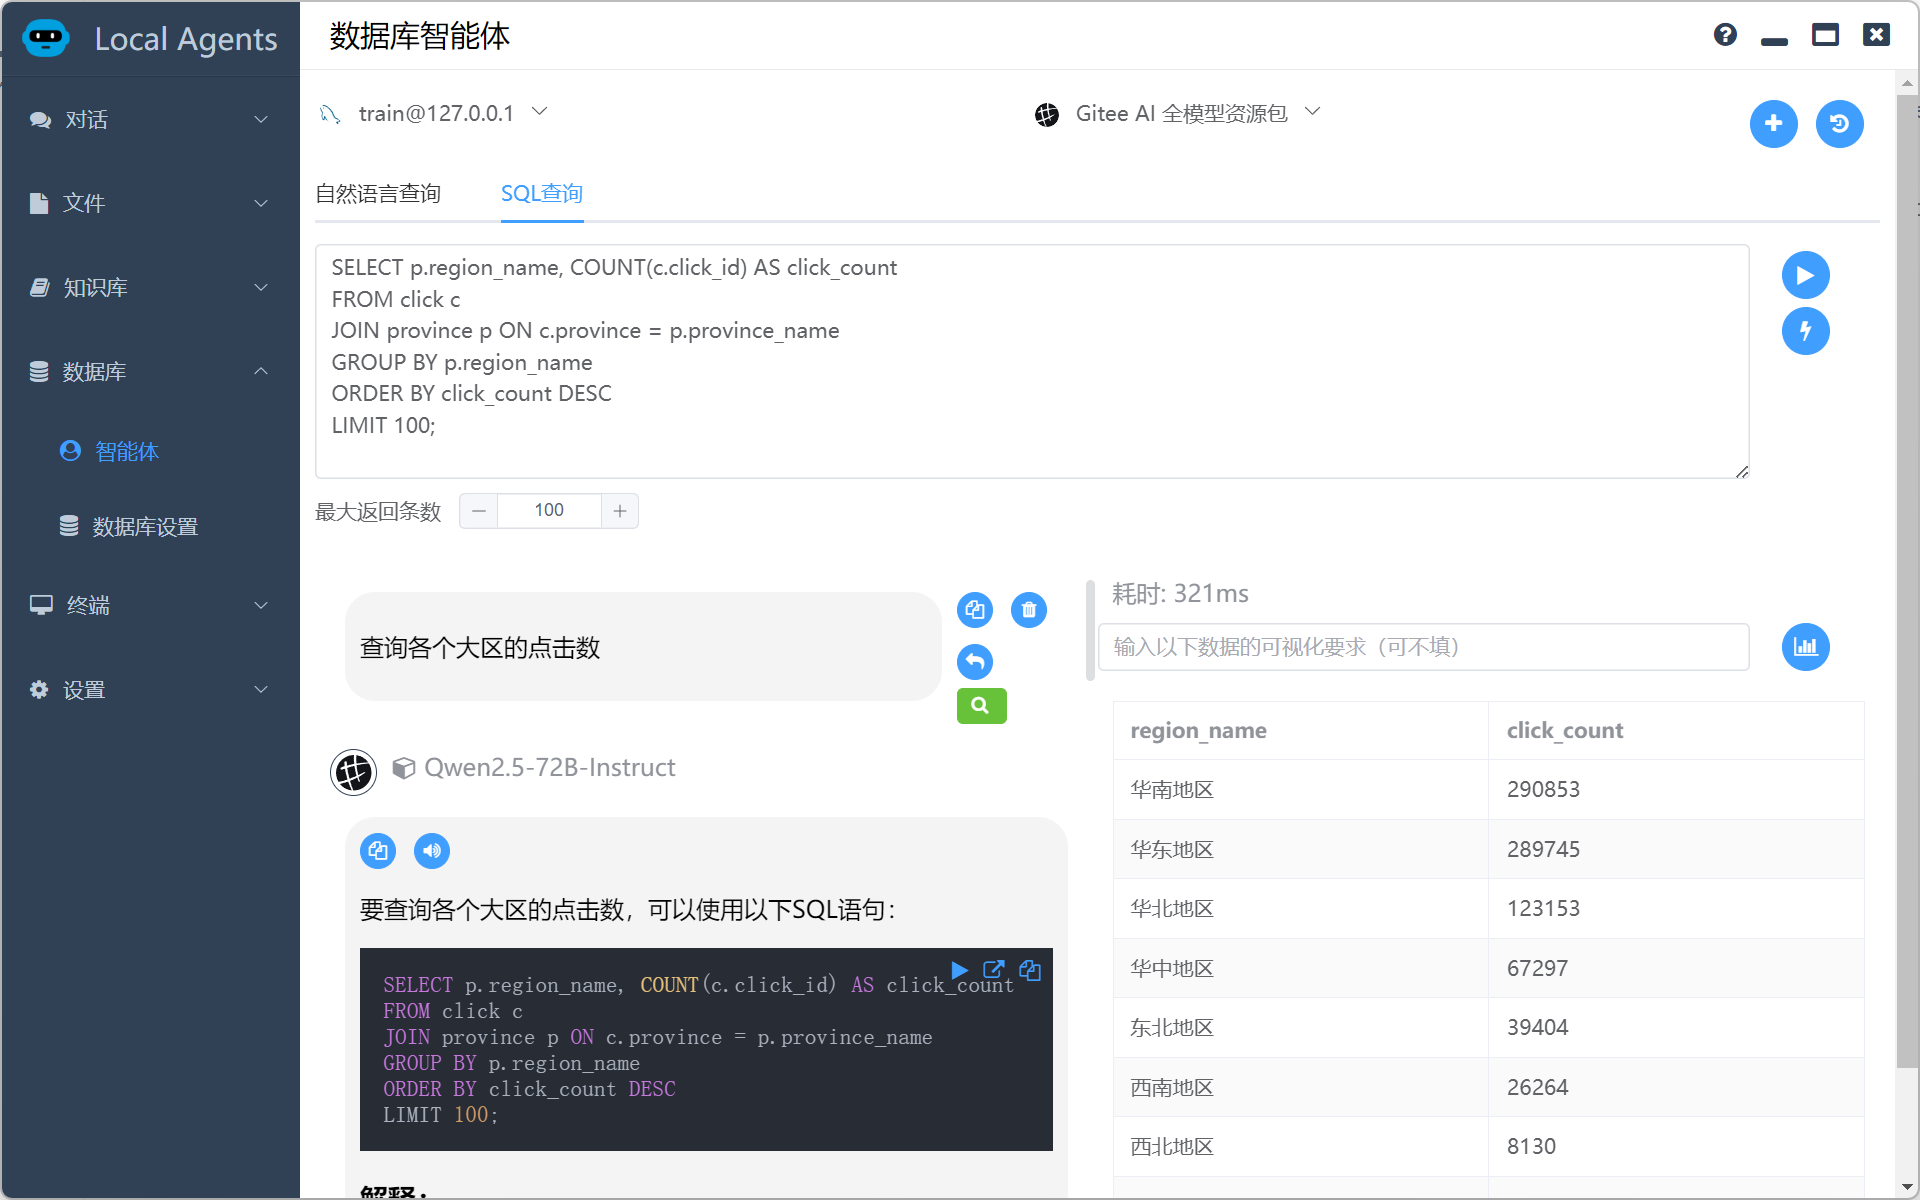 Local Agents
数据库智能体
对话
文件
知识库
数据库
智能体
数据库设置
终端
设置
train@127.0.0.1
Gitee AI 全模型资源包
自然语言查询
SQL查询
SELECT p.region_name, COUNT(c.click_id) AS click_count
FROM click c
JOIN province p ON c.province = p.province_name
GROUP BY p.region_name
ORDER BY click_count DESC
LIMIT 100;
最大返回条数
100
查询各个大区的点击数
Qwen2.5-72B-Instruct
要查询各个大区的点击数，可以使用以下SQL语句：
SELECT p.region_name, COUNT(c.click_id) AS click_count
FROM click c
JOIN province p ON c.province = p.province_name
GROUP BY p.region_name
ORDER BY click_count DESC
LIMIT 100;
解释：
耗时: 321ms
输入以下数据的可视化要求（可不填）
region_name click_count
华南地区 290853
华东地区 289745
华北地区 123153
华中地区 67297
东北地区 39404
西南地区 26264
西北地区 8130